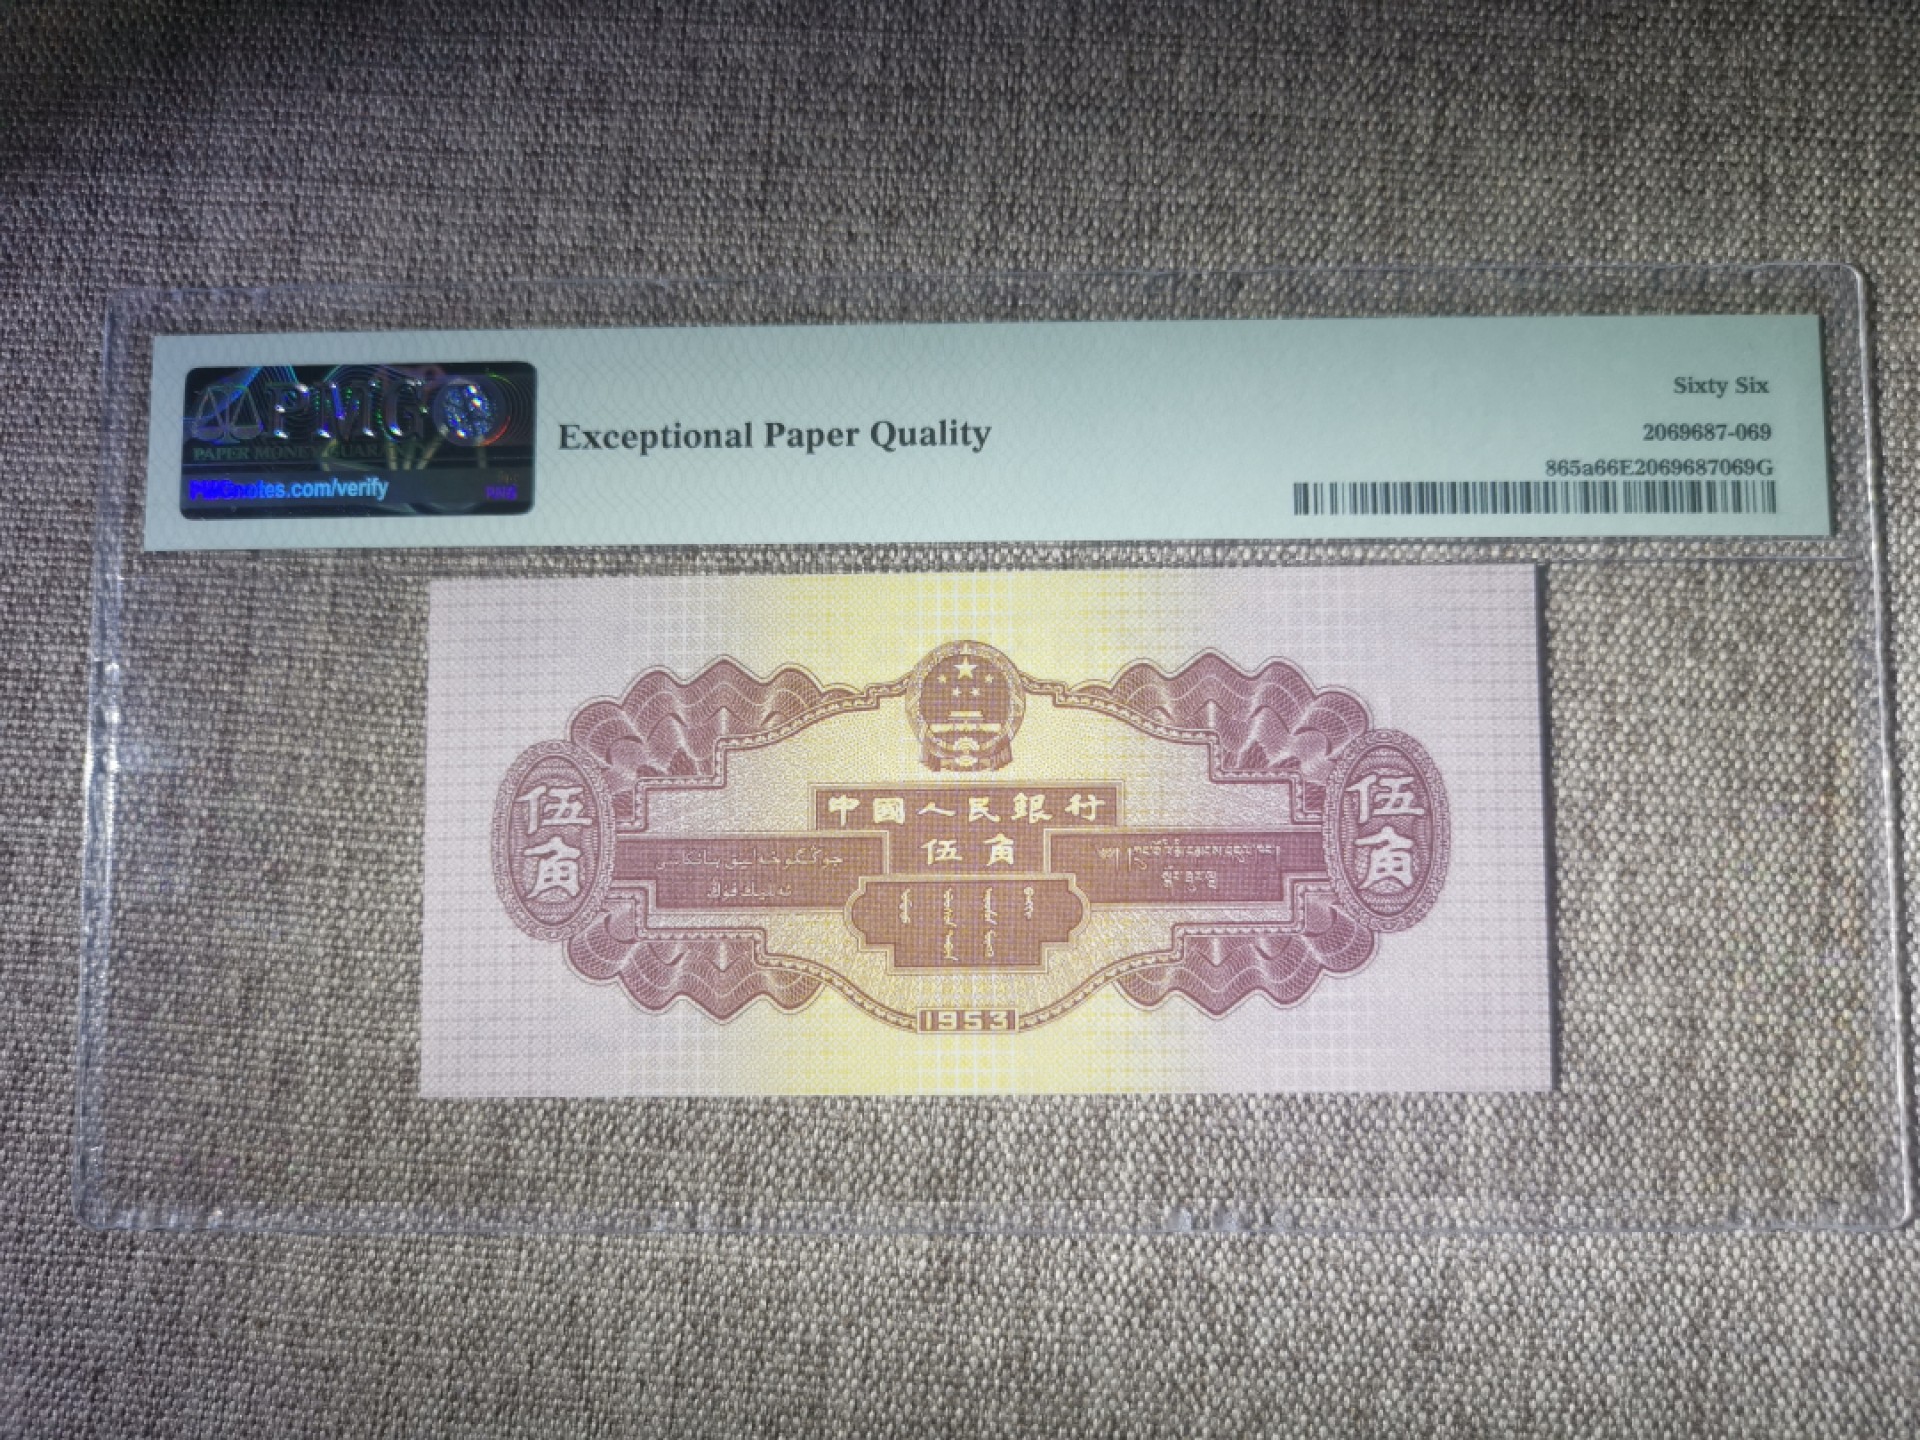 PMG
PAPER MONEY GUARANTY
PMGnotes.com/verify
PMG
Exceptional Paper Quality
Sixty Six
2069687-069
865a66E2069687069G
中國人民銀行
伍角
伍角
伍角
1953